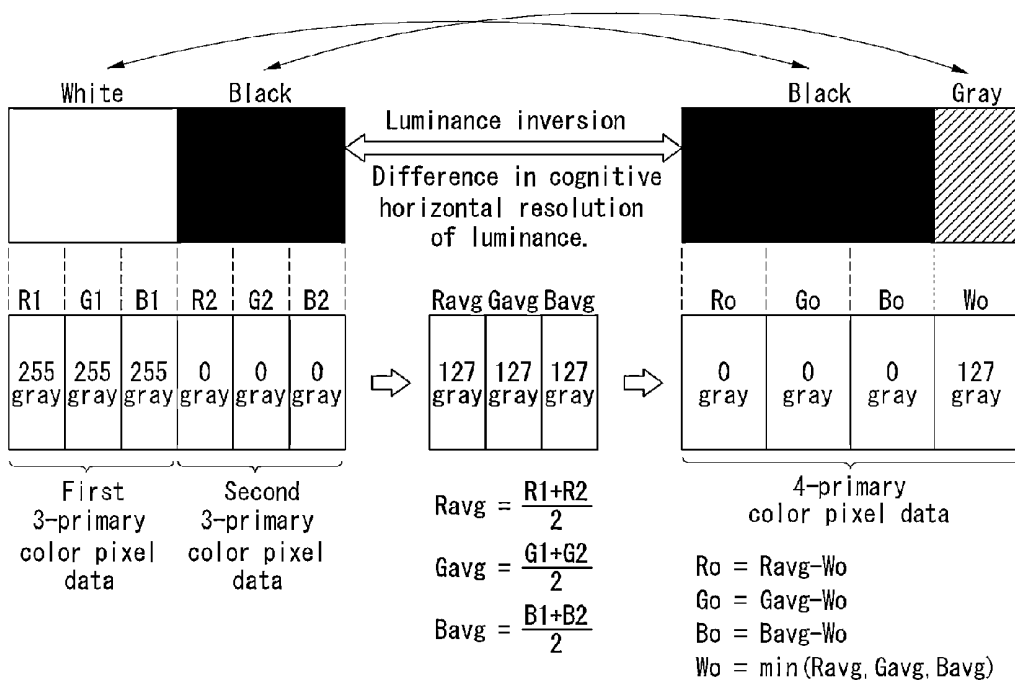 White Black Black Gray
Luminance inversion
Difference in cognitive
horizontal resolution
of luminance.
R1 G1 B1 R2 G2 B2 Ravg Gavg Bavg Ro Go Bo Wo
255 255 255 0 0 0 127 127 127 0 0 0 127
gray gray gray gray gray gray gray gray gray gray gray gray gray
First
3-primary
color pixel
data
Second
3-primary
color pixel
data
Ravg = R1+R2
2
Gavg = G1+G2
2
Bavg = B1+B2
2
4-primary
color pixel data
Ro = Ravg-Wo
Go = Gavg-Wo
Bo = Bavg-Wo
Wo = min(Ravg, Gavg, Bavg)